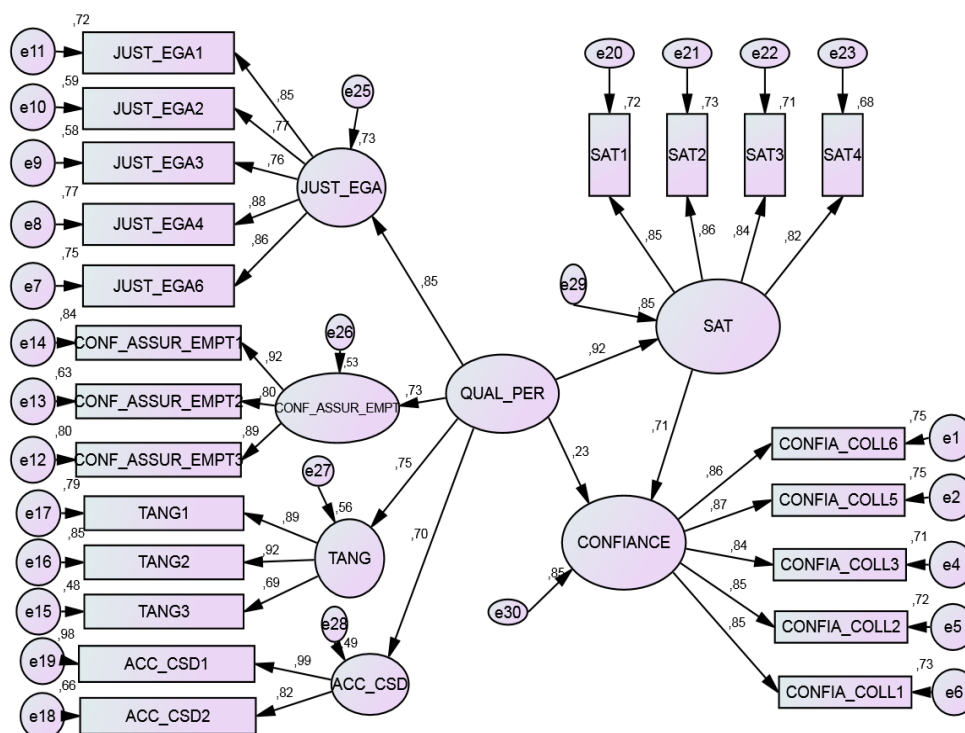 ,72
e11 JUST_EGA1
,59
e10 JUST_EGA2
,58
e9 JUST_EGA3
,77
e8 JUST_EGA4
,75
e7 JUST_EGA6
,85
,77
,76
,88
,86
e25
,73
JUST_EGA
,85
,84
e14 CONF_ASSUR_EMPT1
,63
e13 CONF_ASSUR_EMPT2
,80
e12 CONF_ASSUR_EMPT3
,92
,80
,89
e26
,53
CONF_ASSUR_EMPT
,73
,79
e17 TANG1
,85
e16 TANG2
,48
e15 TANG3
,89
,92
,69
e27
,56
TANG
,75
,98
e19 ACC_CSD1
,66
e18 ACC_CSD2
,99
,82
e28
,49
ACC_CSD
,70
QUAL_PER
,92
,23
e20 e21 e22 e23
,72 ,73 ,71 ,68
SAT1 SAT2 SAT3 SAT4
,85 ,86 ,84 ,82
e29
,85
SAT
,71
CONFIANCE
,85
e30
,86
,87
,84
,85
,85
,75
CONFIA_COLL6 e1
,75
CONFIA_COLL5 e2
,71
CONFIA_COLL3 e4
,72
CONFIA_COLL2 e5
,73
CONFIA_COLL1 e6